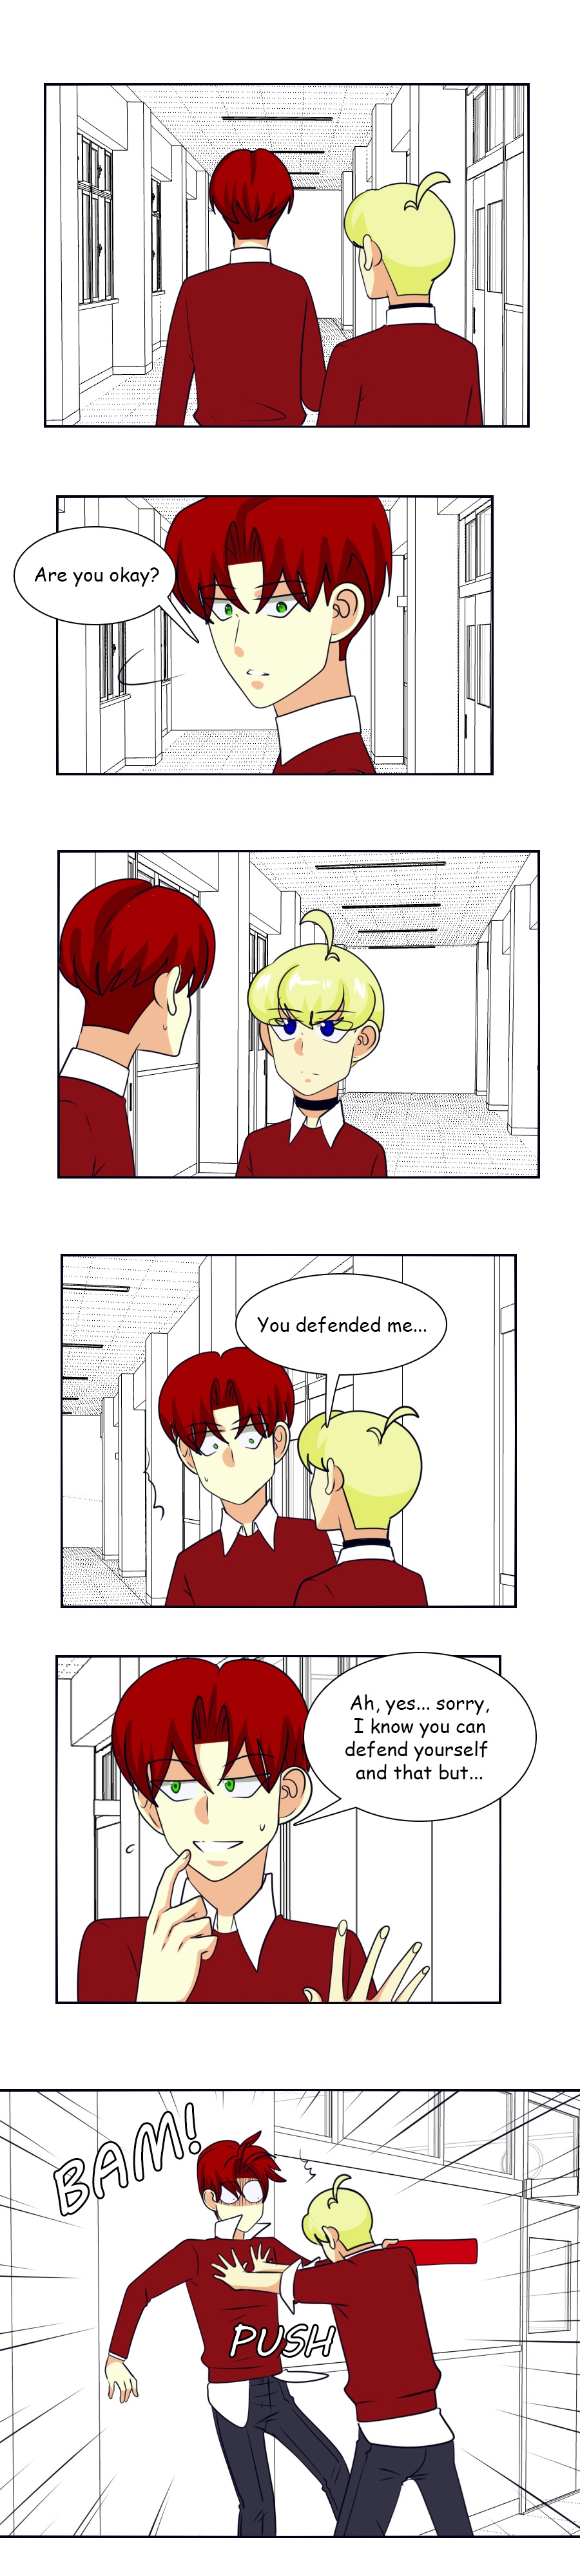 Are you okay?
You defended me...
Ah, yes... sorry,
I know you can
defend yourself
and that but...
BAM!
PUSH